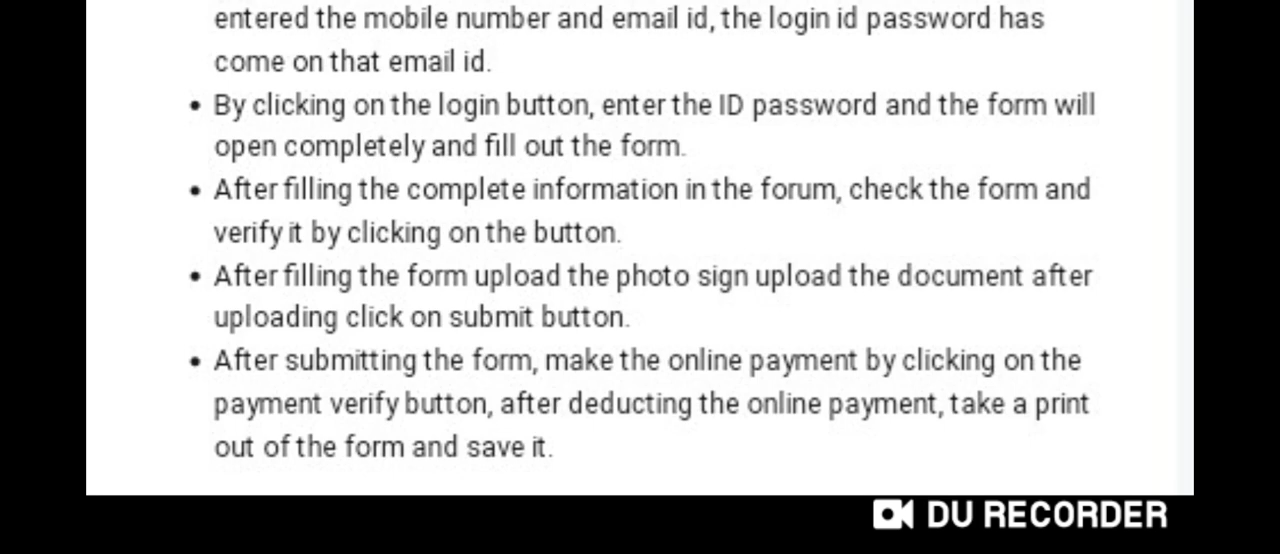 entered the mobile number and email id, the login id password has
come on that email id.
• By clicking on the login button, enter the ID password and the form will
open completely and fill out the form.
• After filling the complete information in the forum, check the form and
verify it by clicking on the button.
• After filling the form upload the photo sign upload the document after
uploading click on submit button.
• After submitting the form, make the online payment by clicking on the
payment verify button, after deducting the online payment, take a print
out of the form and save it.
DU RECORDER